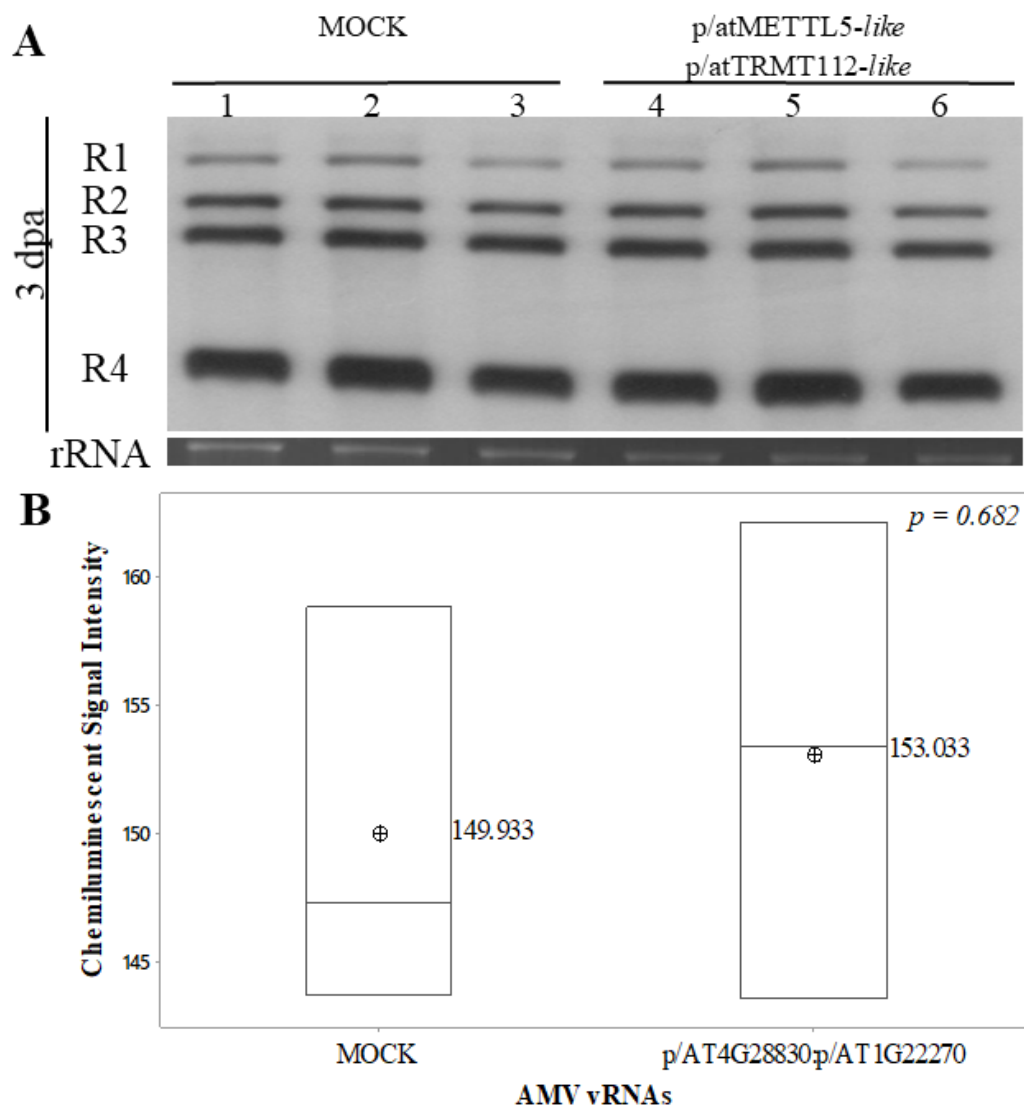 A
MOCK
p/atMETTL5-like
p/atTRMT112-like
1 2 3 4 5 6
3 dpa
R1
R2
R3
R4
rRNA
B
p = 0.682
Chemiluminescent Signal Intensity
160
155
150
145
149.933
153.033
MOCK
p/AT4G28830:p/AT1G22270
AMV vRNAs